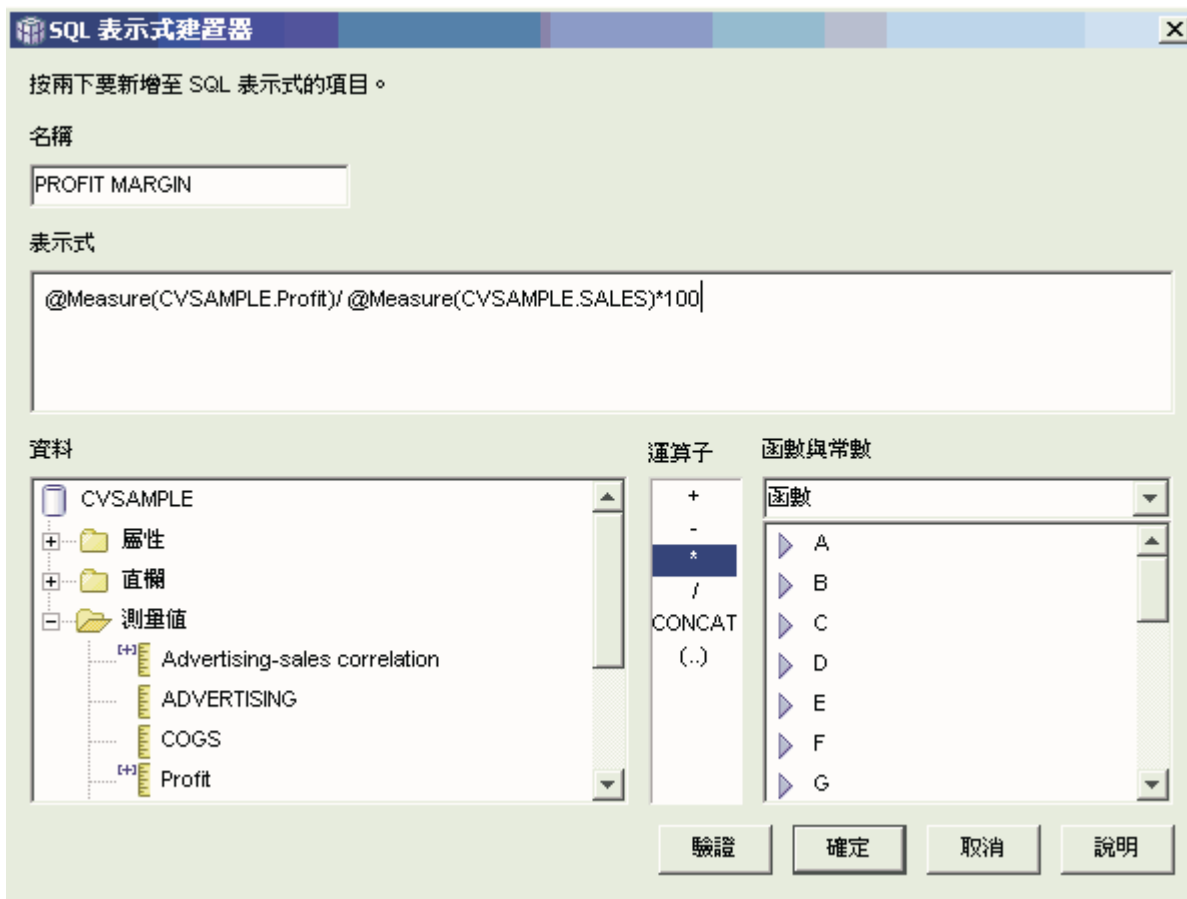 SQL 表示式建置器
按兩下要新增至 SQL 表示式的項目。
名稱
PROFIT MARGIN
表示式
@Measure(CVSAMPLE.Profit)/ @Measure(CVSAMPLE.SALES)*100
資料
CVSAMPLE
屬性
直欄
測量值
Advertising-sales correlation
ADVERTISING
COGS
Profit
運算子
+
-
*
/
CONCAT
(..)
函數與常數
函數
A
B
C
D
E
F
G
驗證
確定
取消
說明